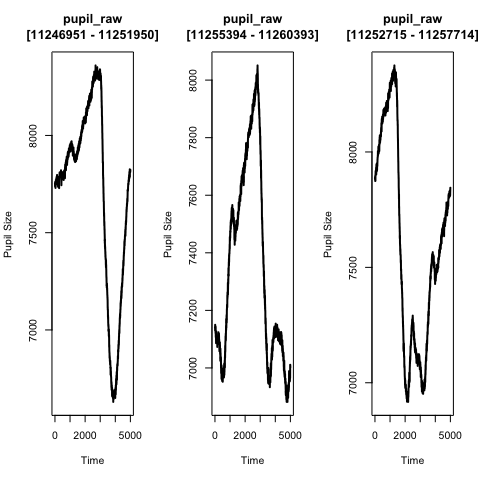 pupil_raw
[11246951 - 11251950]
Pupil Size
7000
7500
8000
0
2000
5000
Time
pupil_raw
[11255394 - 11260393]
Pupil Size
7000
7200
7400
7600
7800
8000
0
2000
5000
Time
pupil_raw
[11252715 - 11257714]
Pupil Size
7000
7500
8000
0
2000
5000
Time